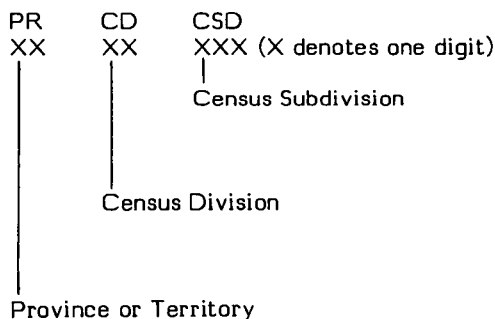 PR CD CSD
XX XX XXX (X denotes one digit)
Census Subdivision
Census Division
Province or Territory